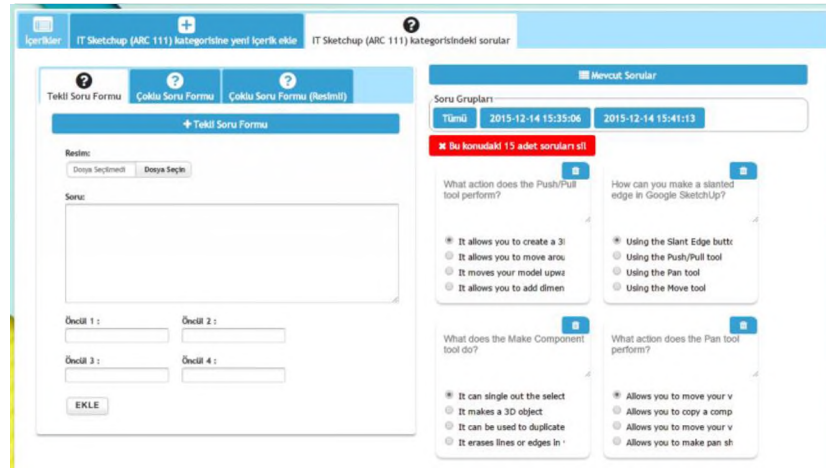 İçerikler
IT Sketchup (ARC 111) kategorisine yeni içerik ekle
IT Sketchup (ARC 111) kategorisindeki sorular
Tekli Soru Formu
Çoklu Soru Formu
Çoklu Soru Formu (Resimli)
Tekli Soru Formu
Resim:
Dosya Seçilmedi
Dosya Seçin
Soru:
Öncül 1 :
Öncül 2 :
Öncül 3 :
Öncül 4 :
EKLE
Mevcut Sorular
Soru Grupları
Tümü
2015-12-14 15:35:06
2015-12-14 15:41:13
Bu konudaki 15 adet soruları sil
What action does the Push/Pull
tool perform?
It allows you to create a 3
It allows you to move arou
It moves your model upwa
It allows you to add dimen
How can you make a slanted
edge in Google SketchUp?
Using the Slant Edge butto
Using the Push/Pull tool
Using the Pan tool
Using the Move tool
What does the Make Component
tool do?
It can single out the select
It makes a 3D object
It can be used to duplicate
It erases lines or edges in
What action does the Pan tool
perform?
Allows you to move your v
Allows you to copy a comp
Allows you to move your v
Allows you to make pan sh